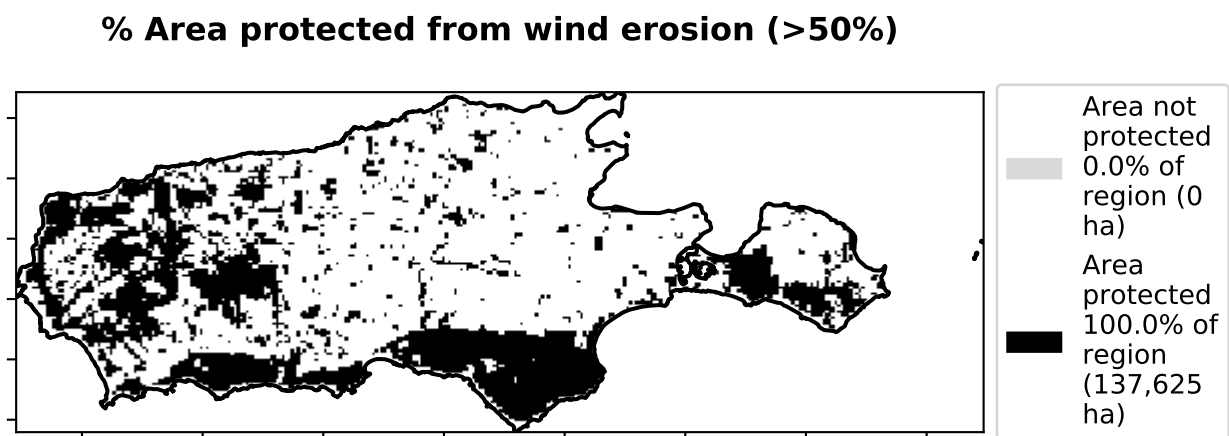 % Area protected from wind erosion (>50%)
Area not
protected
0.0% of
region (0
ha)
Area
protected
100.0% of
region
(137,625
ha)